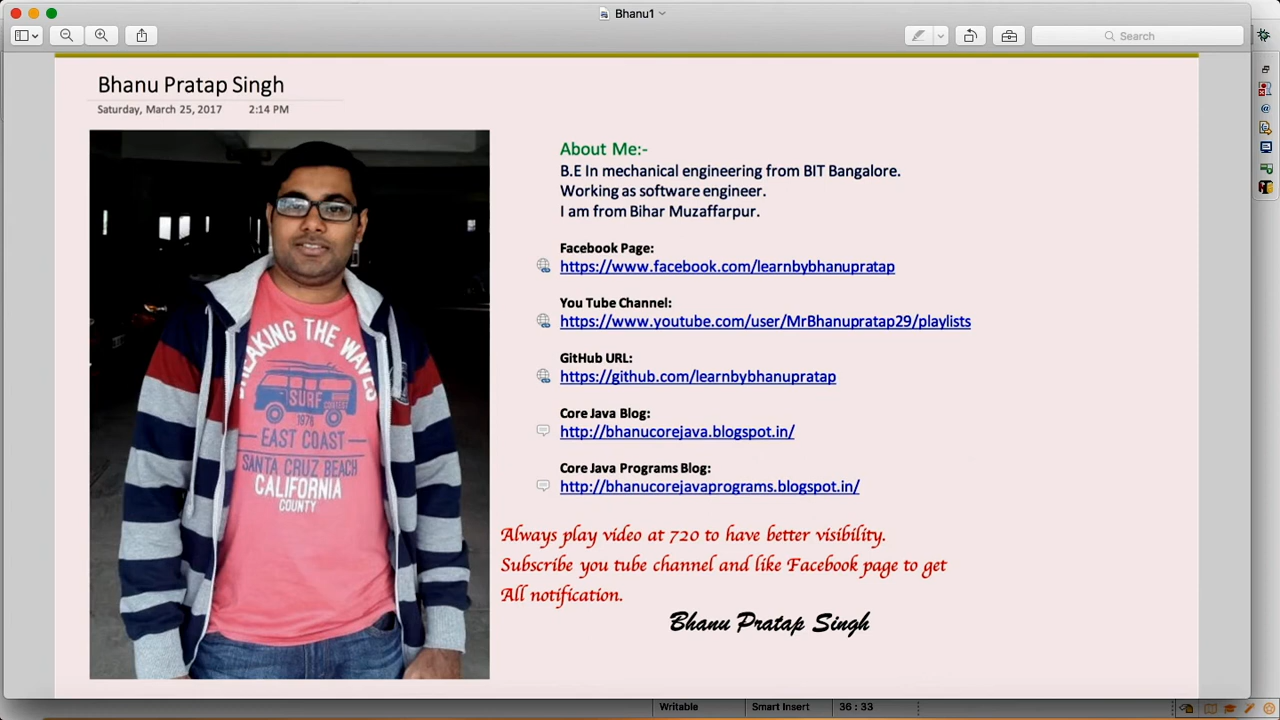 Bhanu1
Search
Bhanu Pratap Singh
Saturday, March 25, 2017 2:14 PM
About Me:-
B.E In mechanical engineering from BIT Bangalore.
Working as software engineer.
I am from Bihar Muzaffarpur.
Facebook Page:
https://www.facebook.com/learnbybhanupratap
You Tube Channel:
https://www.youtube.com/user/MrBhanupratap29/playlists
GitHub URL:
https://github.com/learnbybhanupratap
Core Java Blog:
http://bhanucorejava.blogspot.in/
Core Java Programs Blog:
http://bhanucorejavaprograms.blogspot.in/
Always play video at 720 to have better visibility.
Subscribe you tube channel and like Facebook page to get
All notification.
Bhanu Pratap Singh
BREAKING THE WAVES
SURF
1978
EAST COAST
SANTA CRUZ BEACH
CALIFORNIA
COUNTY
Writable Smart Insert 36 : 33